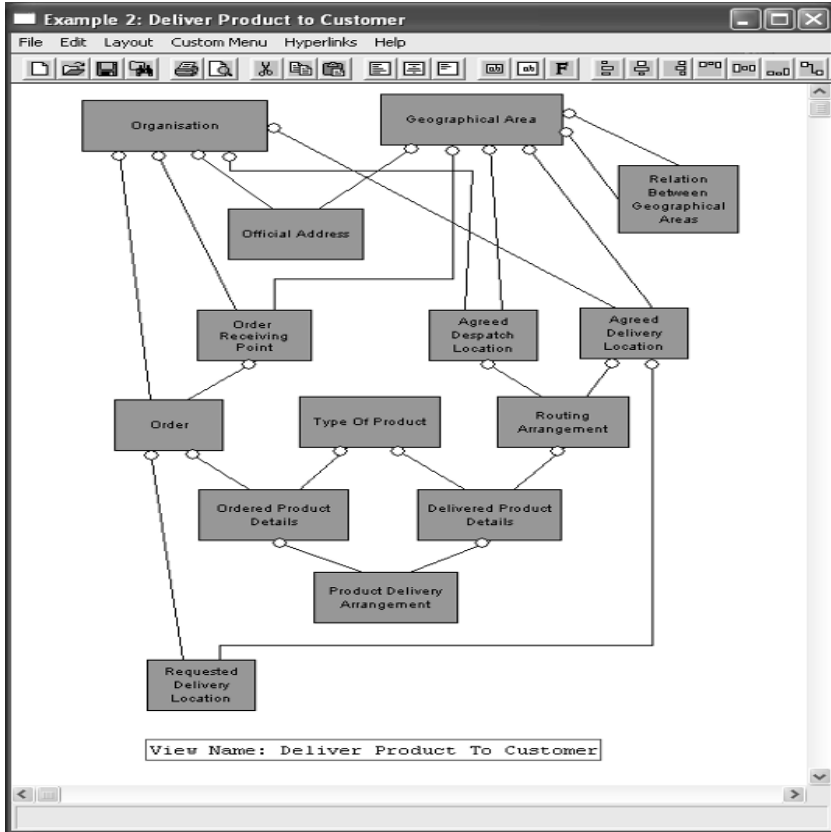 Example 2: Deliver Product to Customer
File Edit Layout Custom Menu Hyperlinks Help
ab ab F
Organisation
Geographical Area
Relation
Between
Geographical
Areas
Official Address
Order
Receiving
Point
Agreed
Despatch
Location
Agreed
Delivery
Location
Order
Type Of Product
Routing
Arrangement
Ordered Product
Details
Delivered Product
Details
Product Delivery
Arrangement
Requested
Delivery
Location
View Name: Deliver Product To Customer